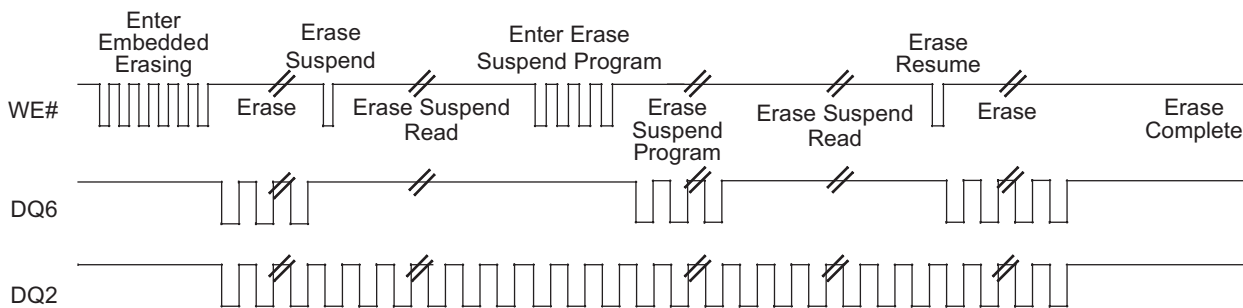 Enter
Embedded
Erasing
Erase
Suspend
Enter Erase
Suspend Program
Erase
Resume
WE#
Erase
Erase Suspend
Read
Erase
Suspend
Program
Erase Suspend
Read
Erase
Erase
Complete
DQ6
DQ2